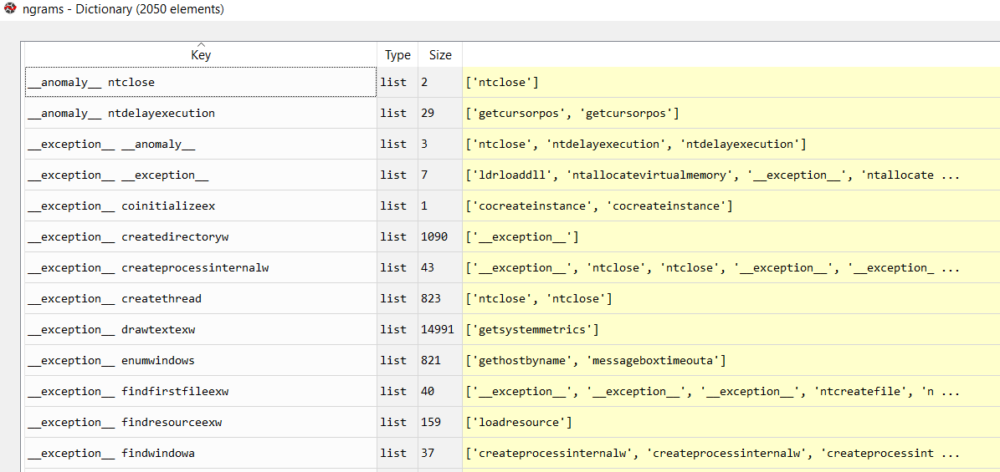 ngrams - Dictionary (2050 elements)
Key Type Size
__anomaly__ ntclose list 2 ['ntclose']
__anomaly__ ntdelayexecution list 29 ['getcursorpos', 'getcursorpos']
__exception__ __anomaly__ list 3 ['ntclose', 'ntdelayexecution', 'ntdelayexecution']
__exception__ __exception__ list 7 ['ldrloaddll', 'ntallocatevirtualmemory', '__exception__', 'ntallocate ...
__exception__ coinitializeex list 1 ['cocreateinstance', 'cocreateinstance']
__exception__ createdirectoryw list 1090 ['__exception__']
__exception__ createprocessinternalw list 43 ['__exception__', 'ntclose', 'ntclose', '__exception__', '__exception_ ...
__exception__ createthread list 823 ['ntclose', 'ntclose']
__exception__ drawtextexw list 14991 ['getsystemmetrics']
__exception__ enumwindows list 821 ['gethostbyname', 'messageboxtimeouta']
__exception__ findfirstfileexw list 40 ['__exception__', '__exception__', '__exception__', 'ntcreatefile', 'n ...
__exception__ findresourceexw list 159 ['loadresource']
__exception__ findwindowa list 37 ['createprocessinternalw', 'createprocessinternalw', 'createprocessint ...